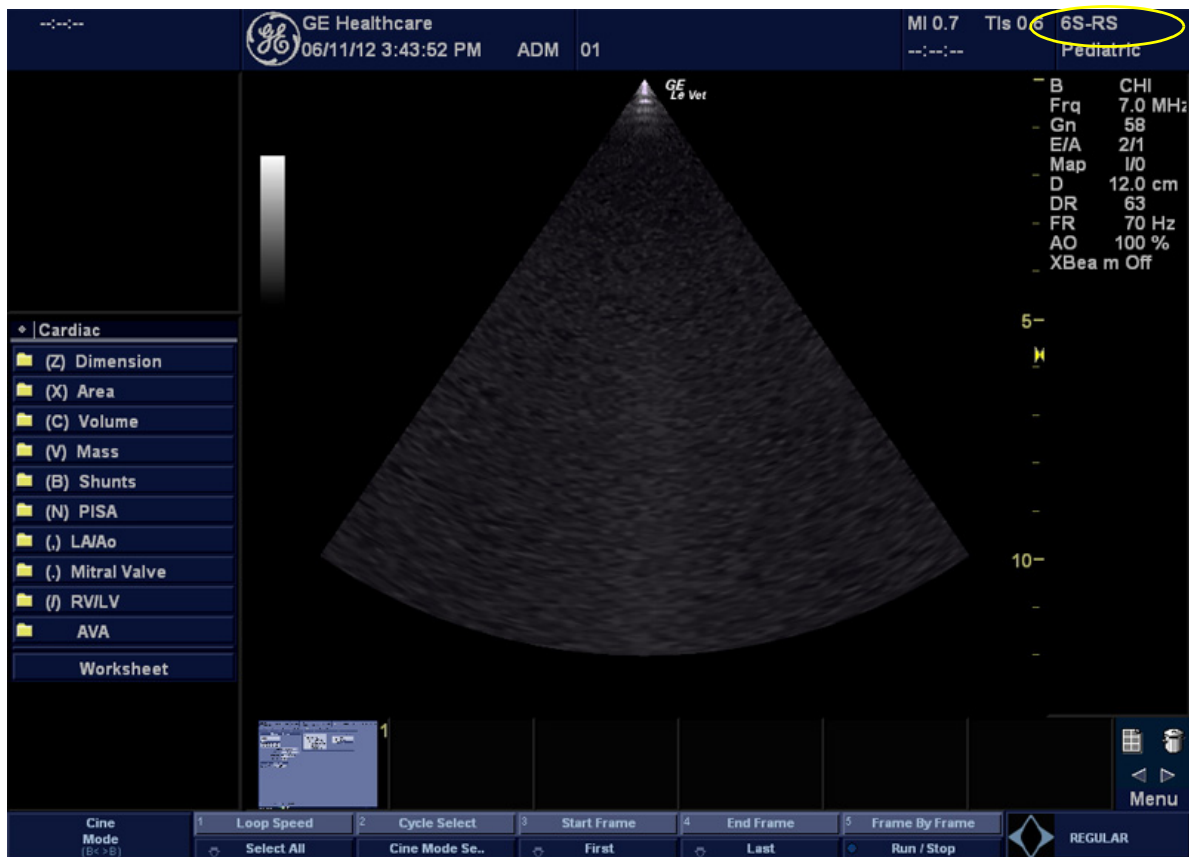 --:--:--
GE Healthcare
06/11/12 3:43:52 PM ADM 01
MI 0.7 TIs 0.6
--:--:--
6S-RS
Pediatric
GE
Le Vet
B CHI
Frq 7.0 MHz
Gn 58
E/A 2/1
Map I/0
D 12.0 cm
DR 63
FR 70 Hz
AO 100 %
XBeam Off
5
10
Cardiac
(Z) Dimension
(X) Area
(C) Volume
(V) Mass
(B) Shunts
(N) PISA
(,) LA/Ao
(.) Mitral Valve
(/) RV/LV
AVA
Worksheet
1
Menu
Cine
Mode
(B<>B)
1 Loop Speed
2 Cycle Select
3 Start Frame
4 End Frame
5 Frame By Frame
Select All
Cine Mode Se..
First
Last
Run / Stop
REGULAR